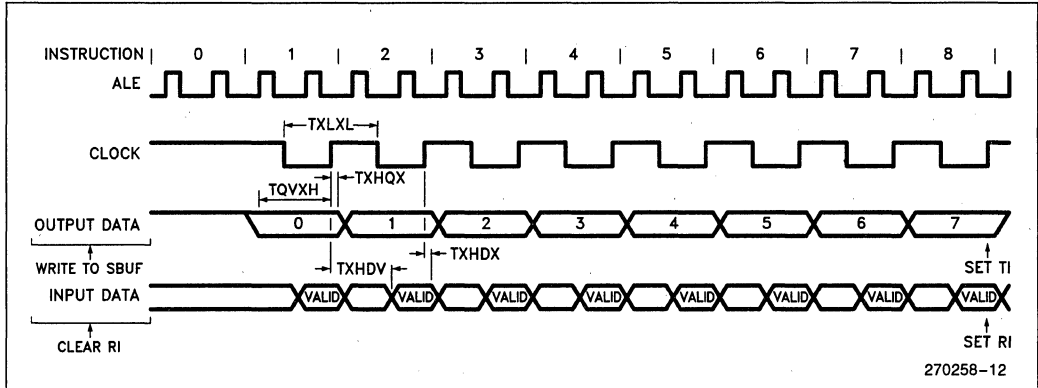 INSTRUCTION | 0 | 1 | 2 | 3 | 4 | 5 | 6 | 7 | 8 |
ALE
TXLXL
CLOCK
TXHQX
TQVXH
OUTPUT DATA 0 1 2 3 4 5 6 7
TXHDX
WRITE TO SBUF
TXHDV
SET TI
INPUT DATA VALID VALID VALID VALID VALID VALID VALID VALID
CLEAR RI
SET RI
270258-12